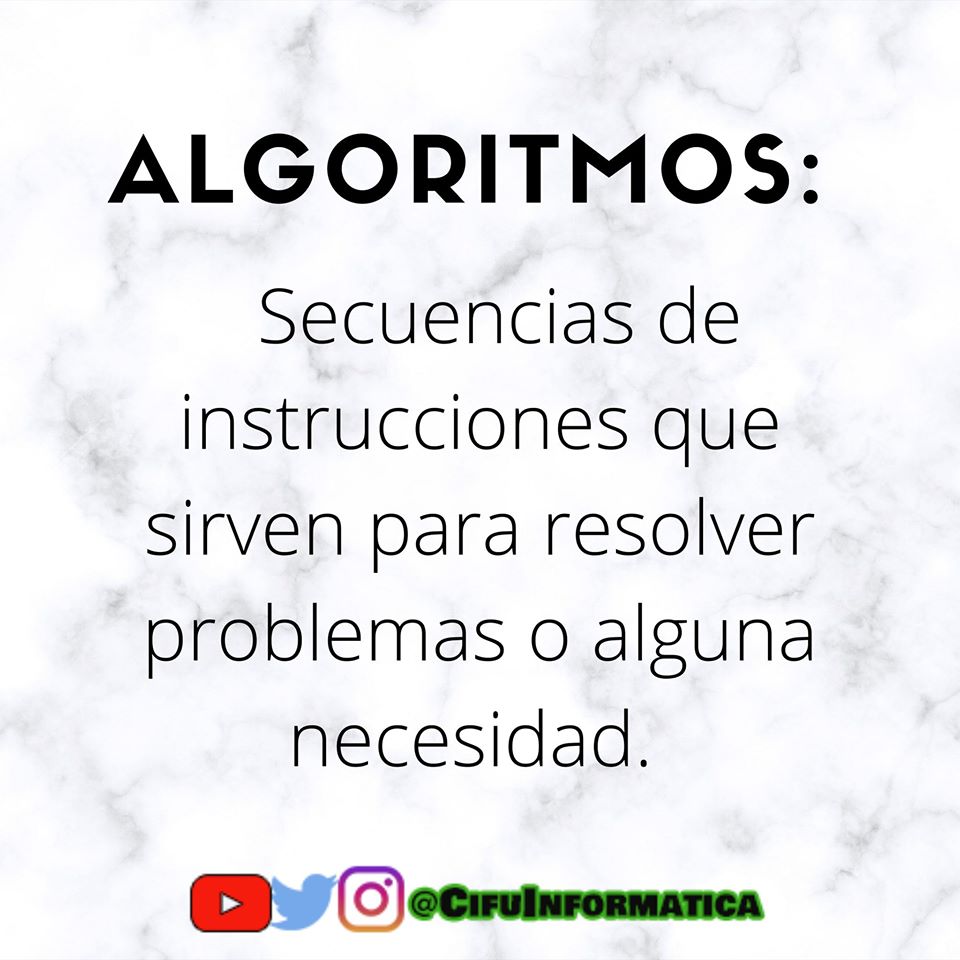 ALGORITMOS:
Secuencias de
instrucciones que
sirven para resolver
problemas o alguna
necesidad.
@CIFUINFORMATICA